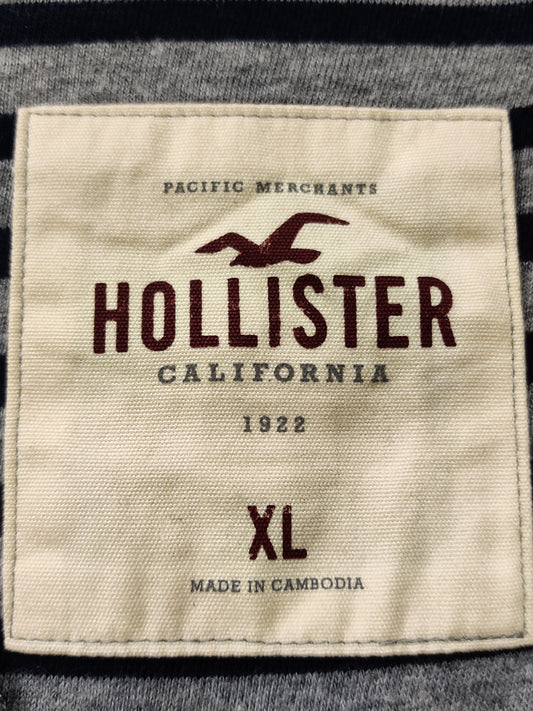 PACIFIC MERCHANTS
HOLLISTER
CALIFORNIA
1922
XL
MADE IN CAMBODIA